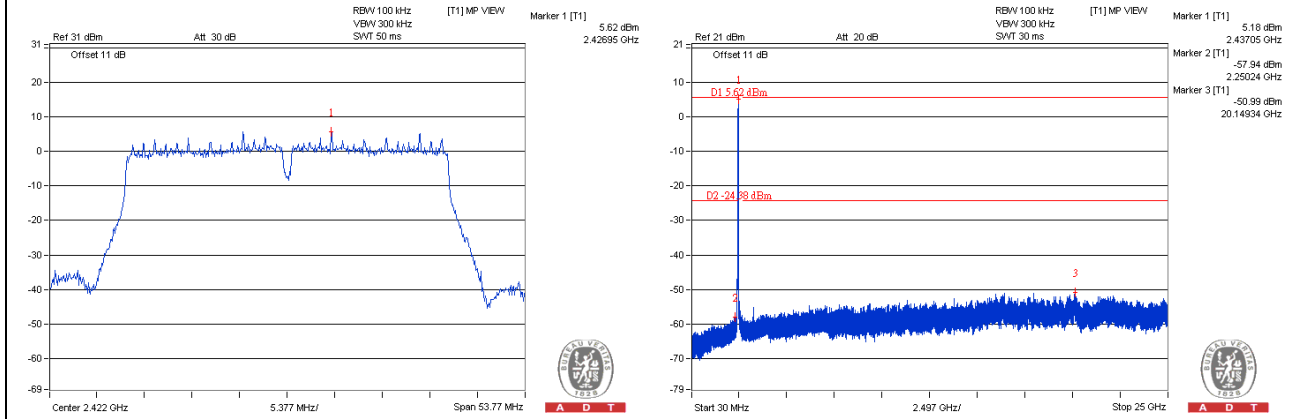 RBW 100 kHz [T1] MP VIEW
VBW 300 kHz
Ref 31 dBm Att 30 dB SWT 50 ms
Marker 1 [T1]
5.62 dBm
2.42695 GHz
31
Offset 11 dB
20
10
0
-10
-20
-30
-40
-50
-60
-69
1
Center 2.422 GHz 5.377 MHz/ Span 53.77 MHz
BUREAU VERITAS
1828
A D T
RBW 100 kHz [T1] MP VIEW
VBW 300 kHz
Ref 21 dBm Att 20 dB SWT 30 ms
Marker 1 [T1]
5.18 dBm
2.43705 GHz
Marker 2 [T1]
-57.94 dBm
2.25024 GHz
Marker 3 [T1]
-50.99 dBm
20.14934 GHz
21
Offset 11 dB
10
0
-10
-20
-30
-40
-50
-60
-70
-79
1
D1 5.62 dBm
D2 -24.38 dBm
2
3
Start 30 MHz 2.497 GHz/ Stop 25 GHz
BUREAU VERITAS
1828
A D T